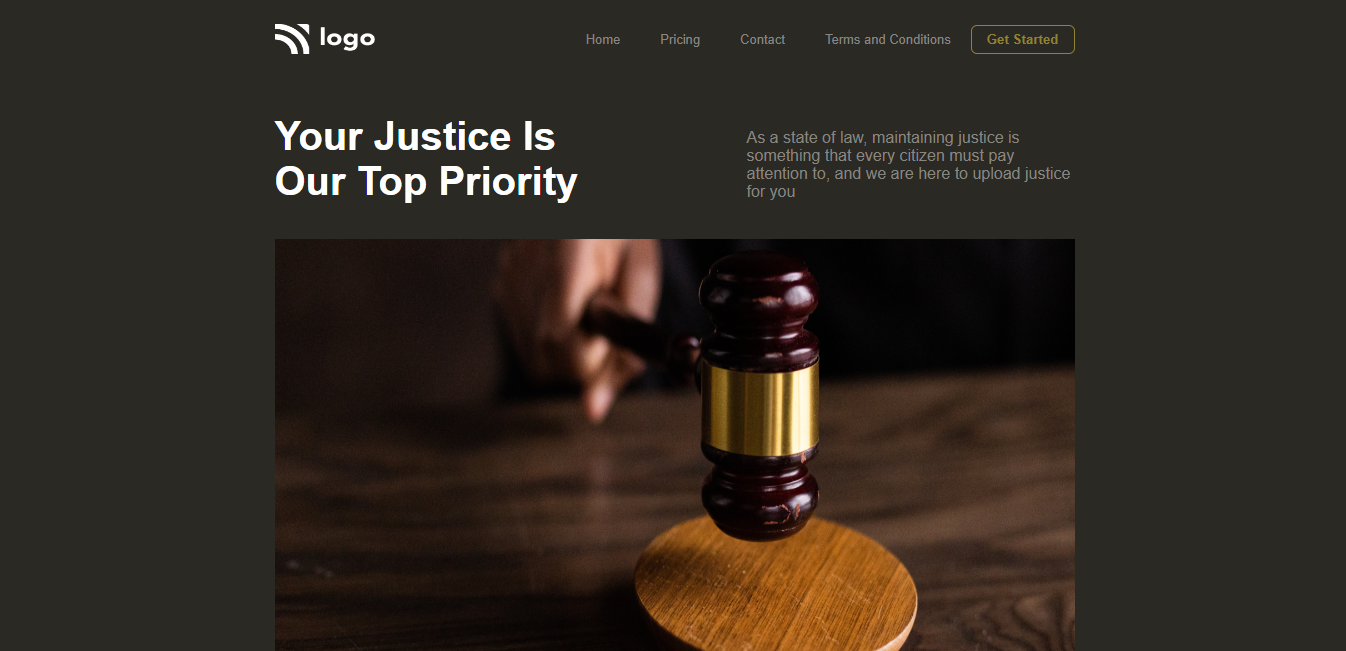 logo
Home Pricing Contact Terms and Conditions Get Started
Your Justice Is
Our Top Priority
As a state of law, maintaining justice is
something that every citizen must pay
attention to, and we are here to upload justice
for you